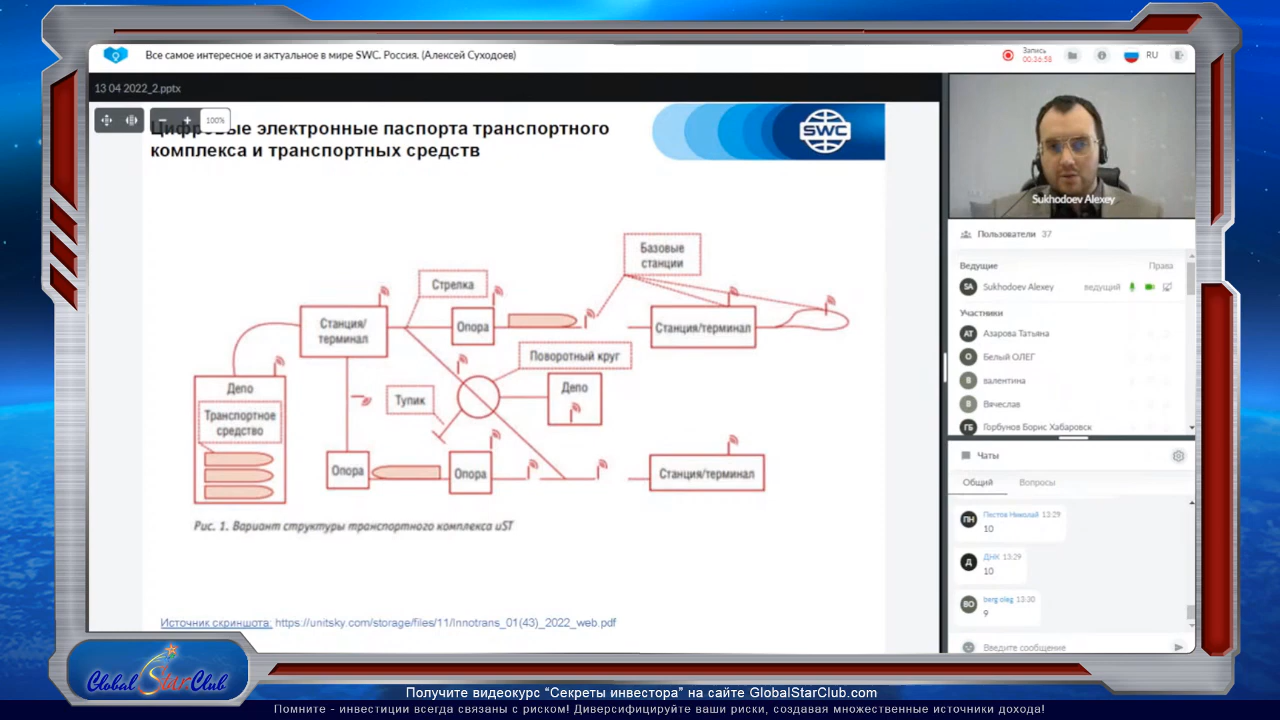 Все самое интересное и актуальное в мире SWC. Россия. (Алексей Суходоев)
Запись
00:36:58
RU
13 04 2022_2.pptx
100%
Цифровые электронные паспорта транспортного
комплекса и транспортных средств
SWC
Sukhodoev Alexey
Базовые
станции
Стрелка
Станция/
терминал
Опора
Станция/терминал
Поворотный круг
Депо
Транспортное
средство
Тупик
Депо
Опора
Опора
Станция/терминал
Рис. 1. Вариант структуры транспортного комплекса uST
Источник скриншота: https://unitsky.com/storage/files/11/Innotrans_01(43)_2022_web.pdf
Пользователи 37
Ведущие Права
SA Sukhodoev Alexey ведущий
Участники
АТ Азарова Татьяна
О Белый ОЛЕГ
В валентина
В Вячеслав
ГБ Горбунов Борис Хабаровск
Чаты
Общий Вопросы
ПН Пестов Николай 13:29
10
Д ДНК 13:29
10
BO berg oleg 13:30
9
Введите сообщение
Global Star Club
Получите видеокурс “Секреты инвестора” на сайте GlobalStarClub.com
Помните - инвестиции всегда связаны с риском! Диверсифицируйте ваши риски, создавая множественные источники дохода!